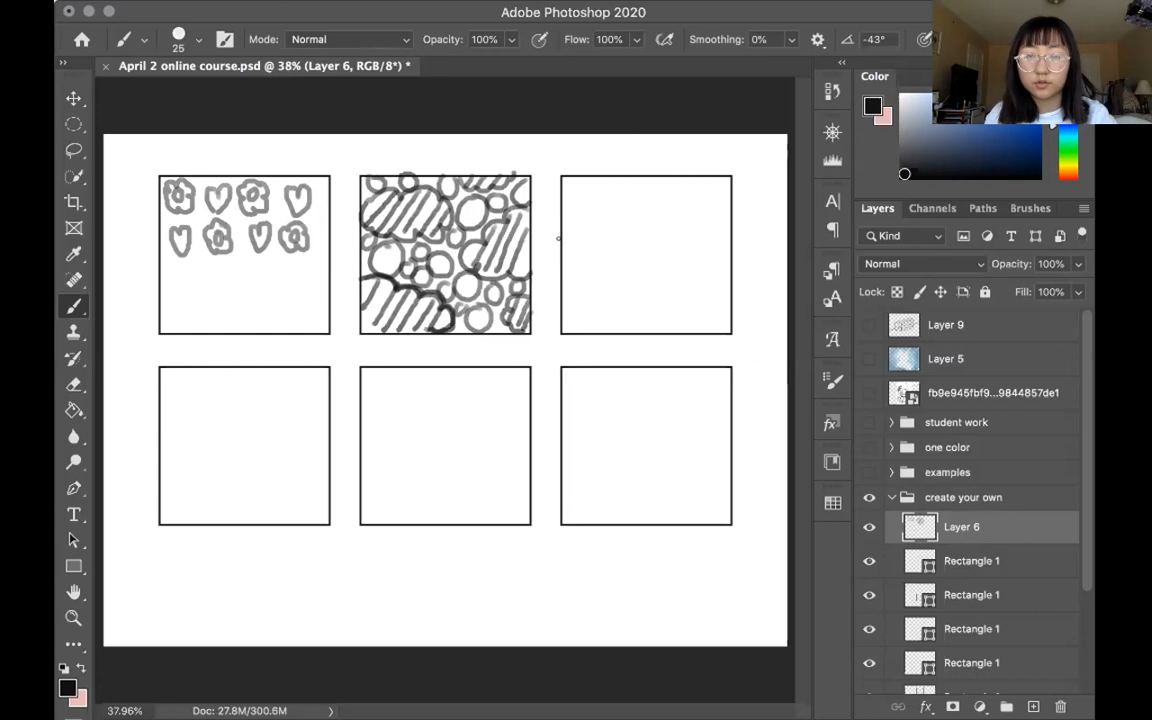 Adobe Photoshop 2020
25
Mode: Normal
Opacity: 100%
Flow: 100%
Smoothing: 0%
-43°
April 2 online course.psd @ 38% (Layer 6, RGB/8*) *
Color
Layers Channels Paths Brushes
Kind
Normal
Opacity: 100%
Lock:
Fill: 100%
Layer 9
Layer 5
fb9e945fbf9...9844857de1
student work
one color
examples
create your own
Layer 6
Rectangle 1
Rectangle 1
Rectangle 1
Rectangle 1
37.96%
Doc: 27.8M/300.6M